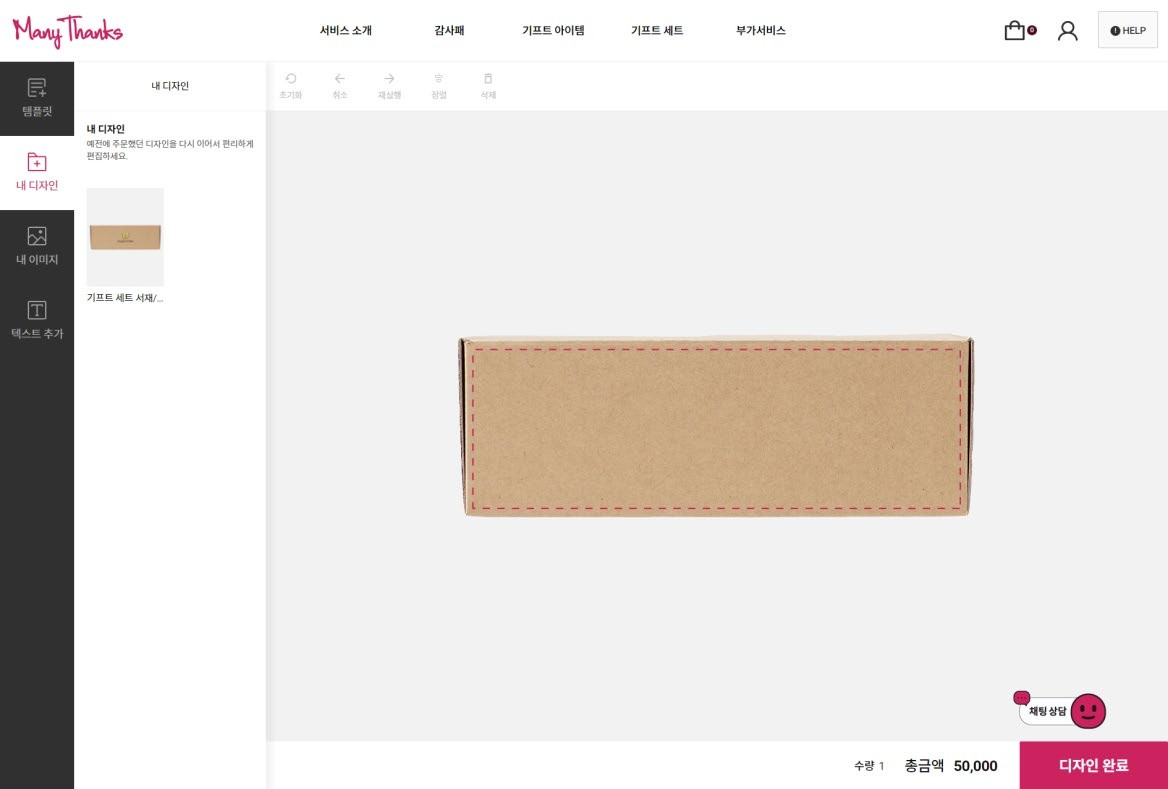 Many Thanks
서비스 소개
감사패
기프트 아이템
기프트 세트
부가서비스
0
HELP
템플릿
내 디자인
내 이미지
텍스트 추가
내 디자인
초기화
취소
재실행
정렬
삭제
내 디자인
예전에 주문했던 디자인을 다시 이어서 편리하게
편집하세요.
기프트 세트 서재/...
채팅 상담
수량 1
총금액 50,000
디자인 완료